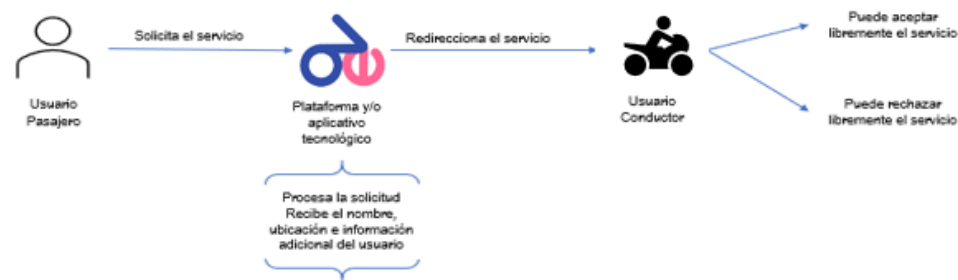 Solicita el servicio
Redirecciona el servicio
Puede aceptar
libremente el servicio
Usuario
Pasajero
Plataforma y/o
aplicativo
tecnológico
Usuario
Conductor
Puede rechazar
libremente el servicio
Procesa la solicitud
Recibe el nombre,
ubicación e información
adicional del usuario